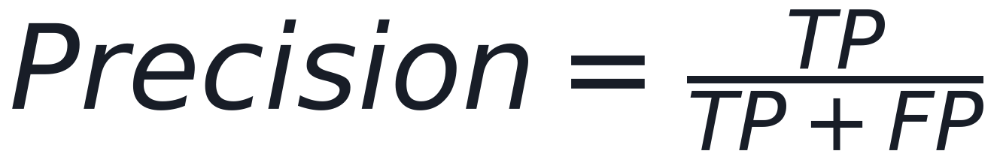 Precision = TP / TP + FP